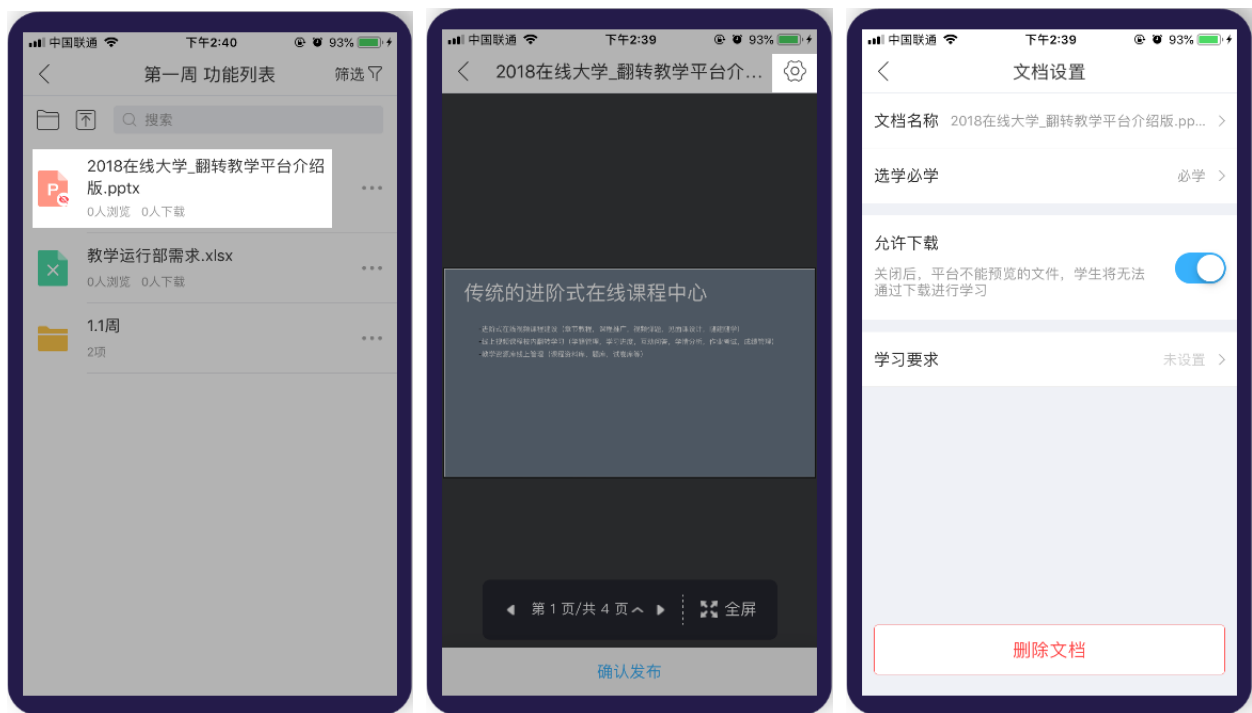 中国联通 下午2:40 93%
第一周 功能列表 筛选
搜索
2018在线大学_翻转教学平台介绍
版.pptx
0人浏览 0人下载
教学运行部需求.xlsx
0人浏览 0人下载
1.1周
2项
中国联通 下午2:39 93%
2018在线大学_翻转教学平台介...
传统的进阶式在线课程中心
第 1 页/共 4 页 全屏
确认发布
中国联通 下午2:39 93%
文档设置
文档名称 2018在线大学_翻转教学平台介绍版.pp...
选学必学 必学
允许下载
关闭后，平台不能预览的文件，学生将无法
通过下载进行学习
学习要求 未设置
删除文档